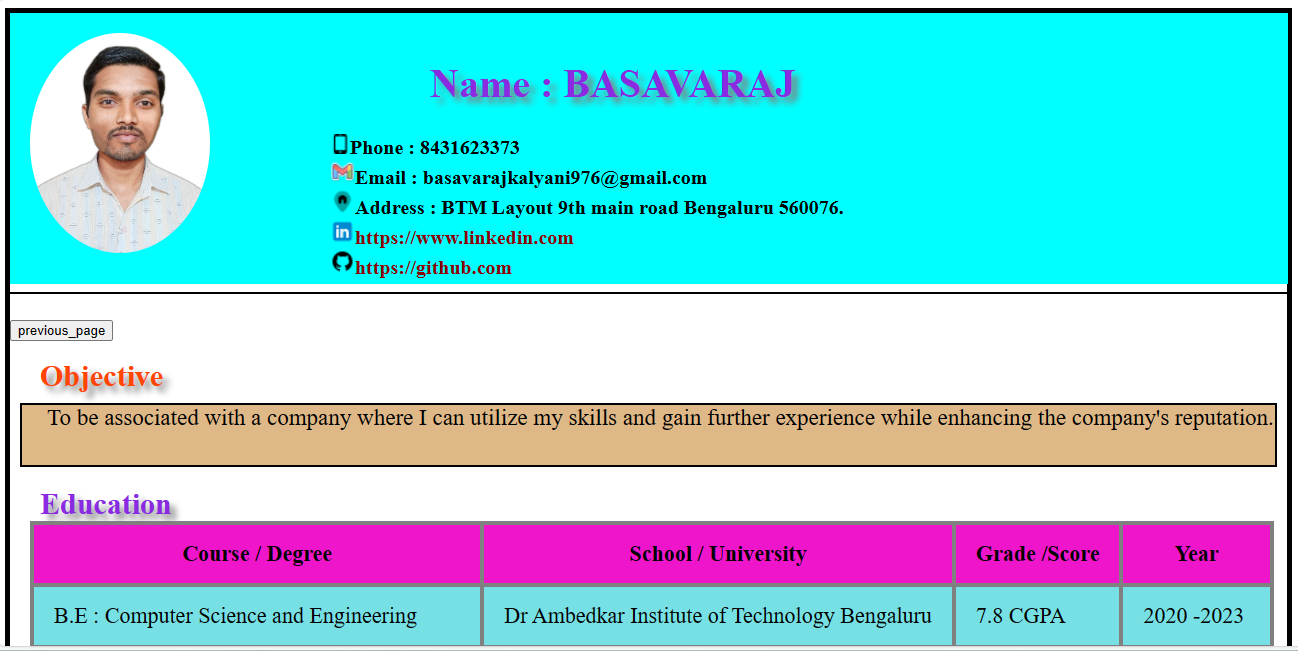 Name : BASAVARAJ
Phone : 8431623373
Email : basavarajkalyani976@gmail.com
Address : BTM Layout 9th main road Bengaluru 560076.
https://www.linkedin.com
https://github.com
previous_page
Objective
To be associated with a company where I can utilize my skills and gain further experience while enhancing the company's reputation.
Education
Course / Degree School / University Grade /Score Year
B.E : Computer Science and Engineering Dr Ambedkar Institute of Technology Bengaluru 7.8 CGPA 2020 -2023